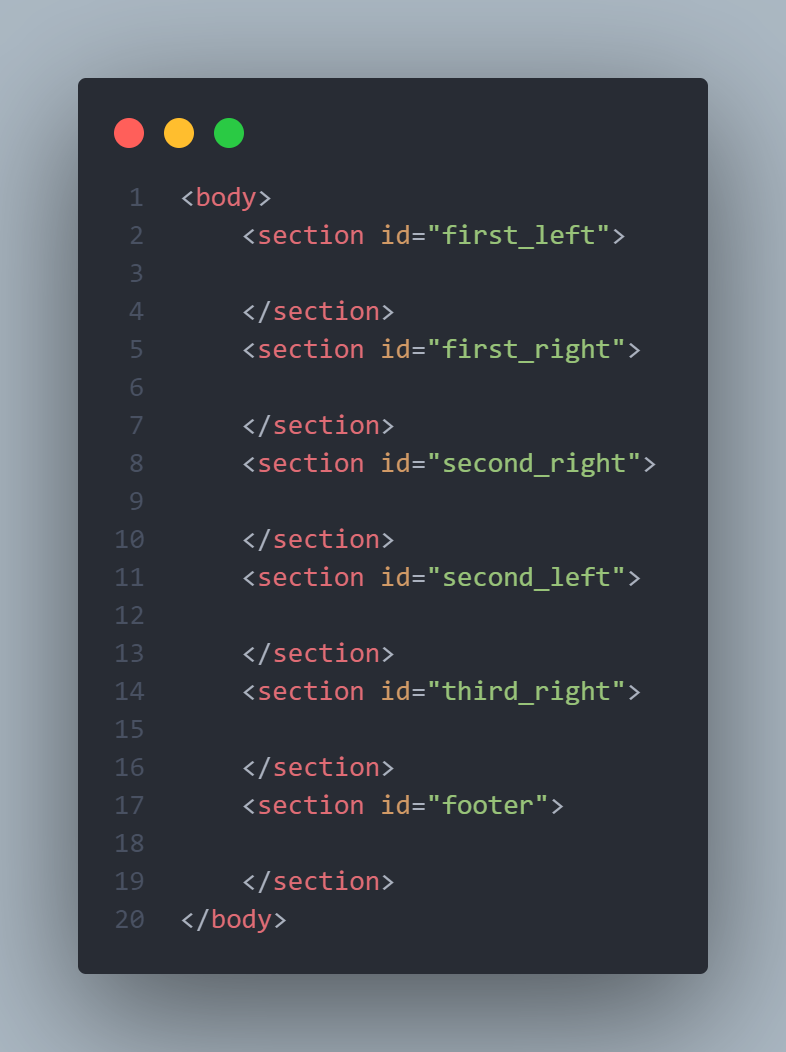 1 <body>
2     <section id="first_left">
3
4     </section>
5     <section id="first_right">
6
7     </section>
8     <section id="second_right">
9
10     </section>
11     <section id="second_left">
12
13     </section>
14     <section id="third_right">
15
16     </section>
17     <section id="footer">
18
19     </section>
20 </body>